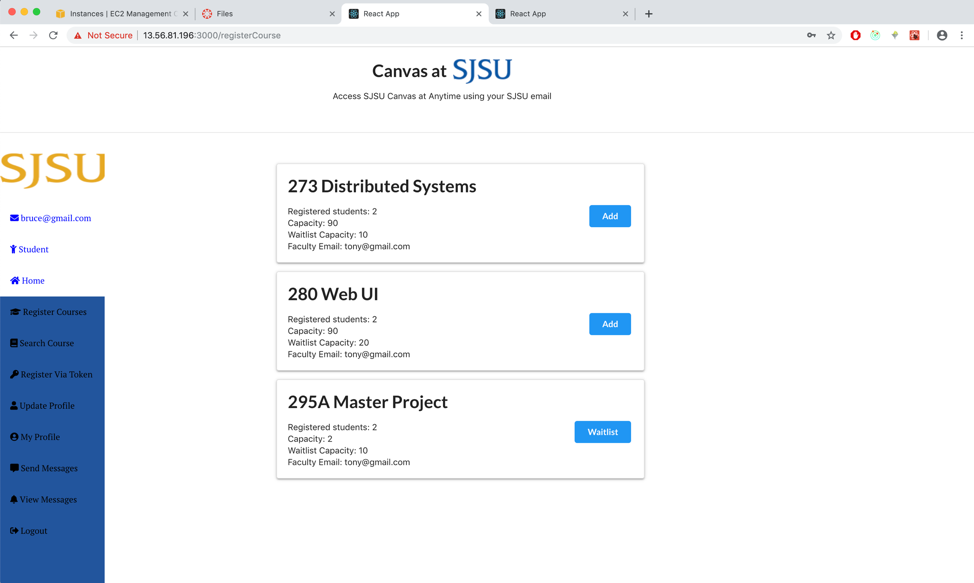 Instances | EC2 Management C
Files
React App
React App
Not Secure | 13.56.81.196:3000/registerCourse
Canvas at SJSU
Access SJSU Canvas at Anytime using your SJSU email
SJSU
bruce@gmail.com
Student
Home
Register Courses
Search Course
Register Via Token
Update Profile
My Profile
Send Messages
View Messages
Logout
273 Distributed Systems
Registered students: 2
Capacity: 90
Waitlist Capacity: 10
Faculty Email: tony@gmail.com
Add
280 Web UI
Registered students: 2
Capacity: 90
Waitlist Capacity: 20
Faculty Email: tony@gmail.com
Add
295A Master Project
Registered students: 2
Capacity: 2
Waitlist Capacity: 10
Faculty Email: tony@gmail.com
Waitlist